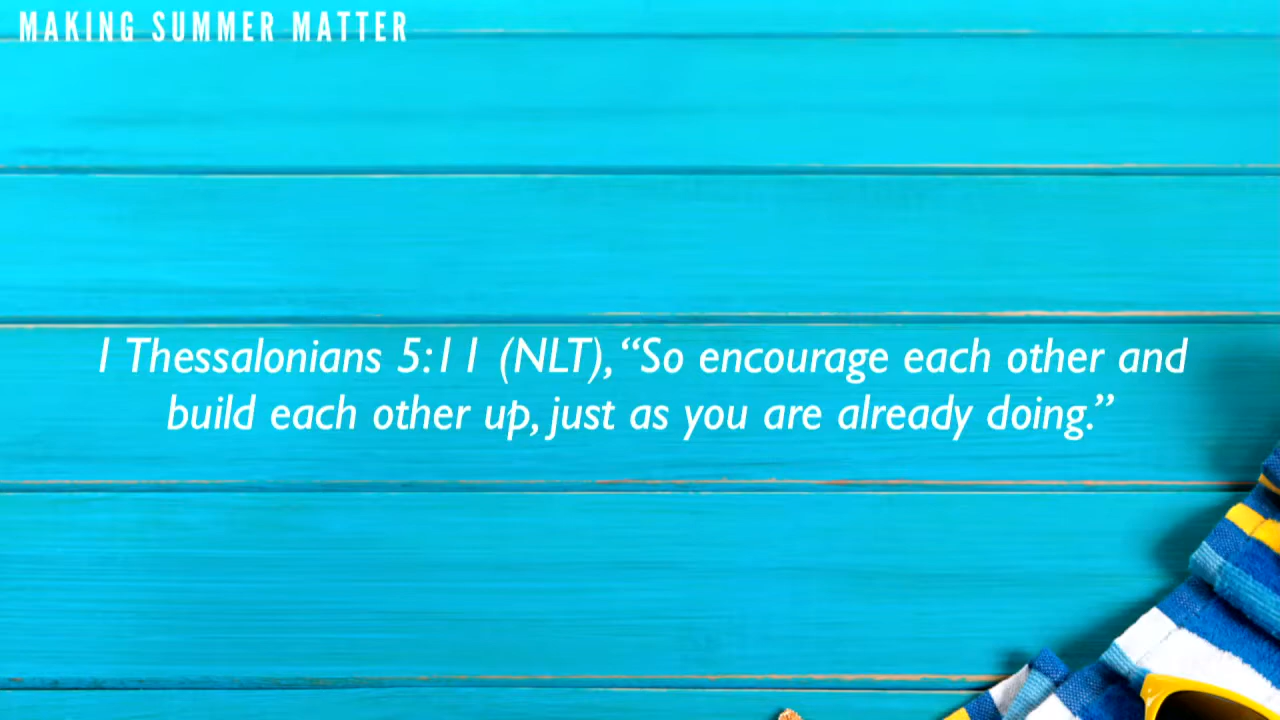 MAKING SUMMER MATTER
1 Thessalonians 5:11 (NLT), “So encourage each other and
build each other up, just as you are already doing.”